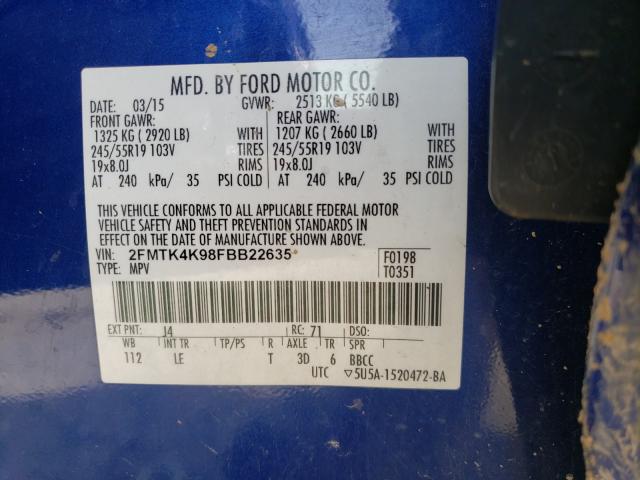 MFD. BY FORD MOTOR CO.
DATE: 03/15 GVWR: 2513 KG ( 5540 LB)
FRONT GAWR: REAR GAWR:
1325 KG ( 2920 LB) WITH 1207 KG ( 2660 LB)
245/55R19 103V TIRES 245/55R19 103V TIRES
19x8.0J RIMS 19x8.0J RIMS
AT 240 kPa/ 35 PSI COLD AT 240 kPa/ 35 PSI COLD
THIS VEHICLE CONFORMS TO ALL APPLICABLE FEDERAL MOTOR
VEHICLE SAFETY AND THEFT PREVENTION STANDARDS IN
EFFECT ON THE DATE OF MANUFACTURE SHOWN ABOVE.
VIN: 2FMTK4K98FBB22635 F0198
TYPE: MPV T0351
EXT PNT: J4 RC: 71 DSO:
WB INT TR TP/PS R AXLE TR SPR
112 LE T 3D 6 BBCC
UTC ▽5U5A-1520472-BA